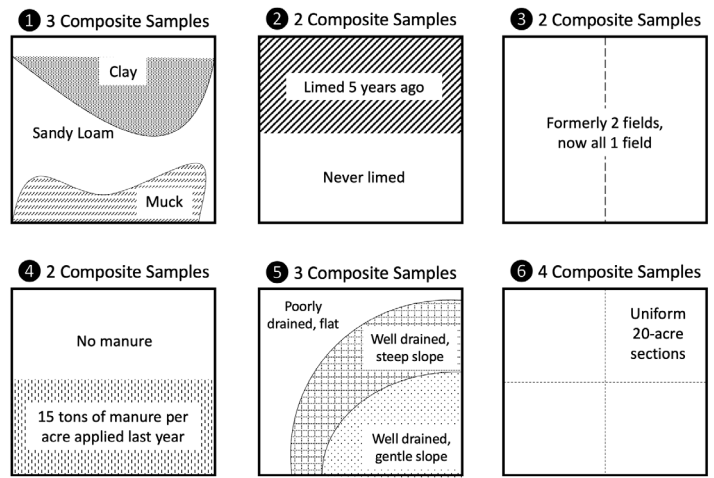 1 3 Composite Samples
Clay
Sandy Loam
Muck
2 2 Composite Samples
Limed 5 years ago
Never limed
3 2 Composite Samples
Formerly 2 fields,
now all 1 field
4 2 Composite Samples
No manure
15 tons of manure per
acre applied last year
5 3 Composite Samples
Poorly
drained, flat
Well drained,
steep slope
Well drained,
gentle slope
6 4 Composite Samples
Uniform
20-acre
sections